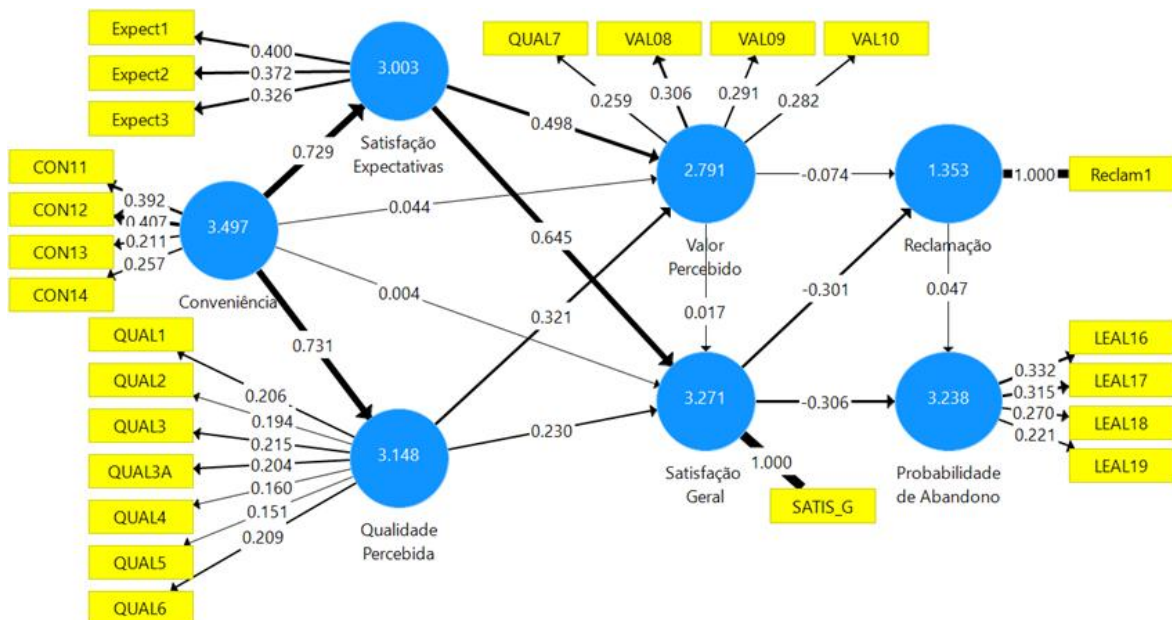 Expect1
Expect2
Expect3
0.400
0.372
0.326
3.003
Satisfação
Expectativas
QUAL7
VAL08
VAL09
VAL10
0.259
0.306
0.291
0.282
0.498
2.791
Valor
Percebido
-0.074
1.353
Reclamação
1.000
Reclam1
CON11
CON12
CON13
CON14
0.392
0.407
0.211
0.257
3.497
Conveniência
0.729
0.044
0.645
0.004
0.731
0.321
0.017
-0.301
0.047
QUAL1
QUAL2
QUAL3
QUAL3A
QUAL4
QUAL5
QUAL6
0.206
0.194
0.215
0.204
0.160
0.151
0.209
3.148
Qualidade
Percebida
0.230
3.271
Satisfação
Geral
1.000
SATIS_G
-0.306
3.238
Probabilidade
de Abandono
0.332
0.315
0.270
0.221
LEAL16
LEAL17
LEAL18
LEAL19